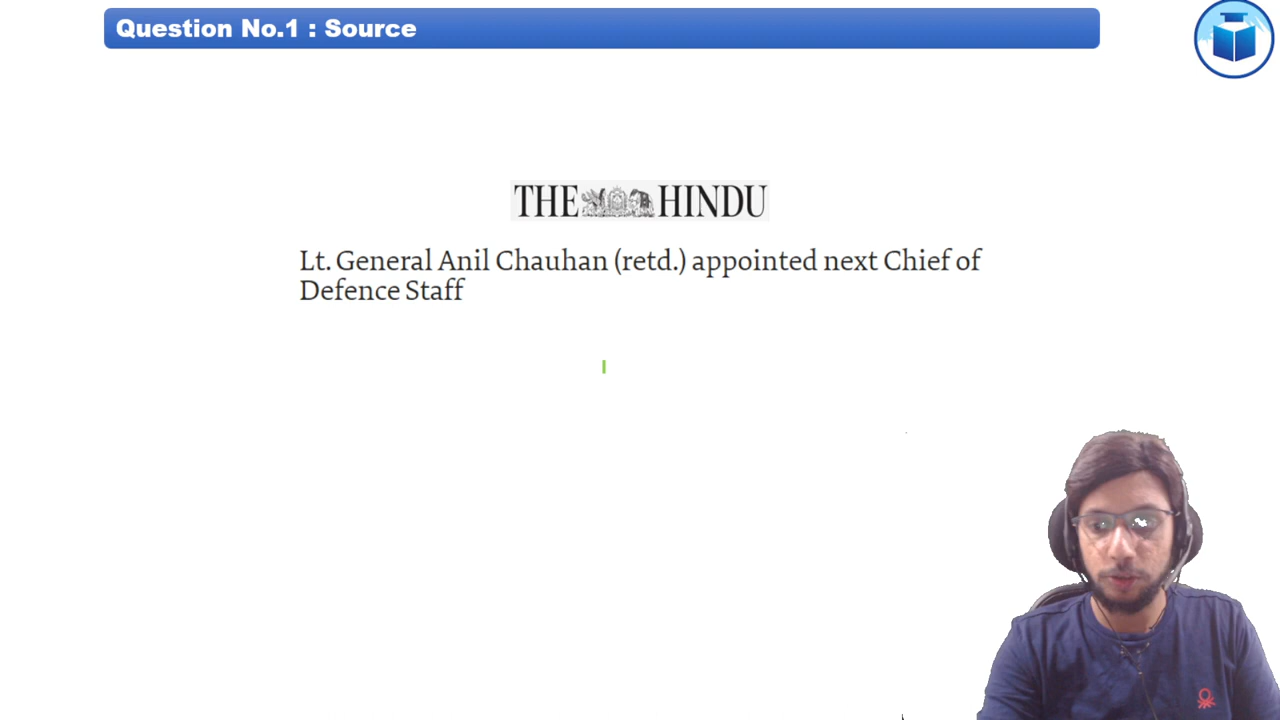 Question No.1 : Source
THE HINDU
Lt. General Anil Chauhan (retd.) appointed next Chief of
Defence Staff